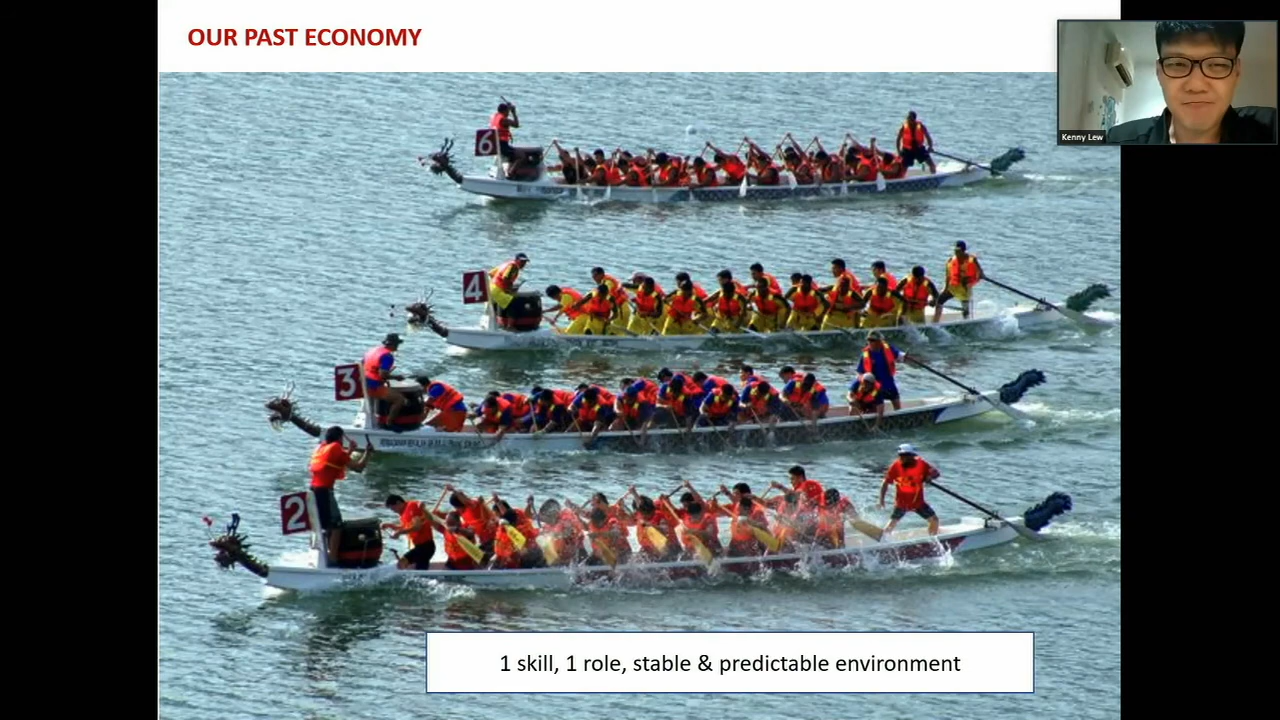 OUR PAST ECONOMY
Kenny Lew
6
4
3
2
1 skill, 1 role, stable & predictable environment